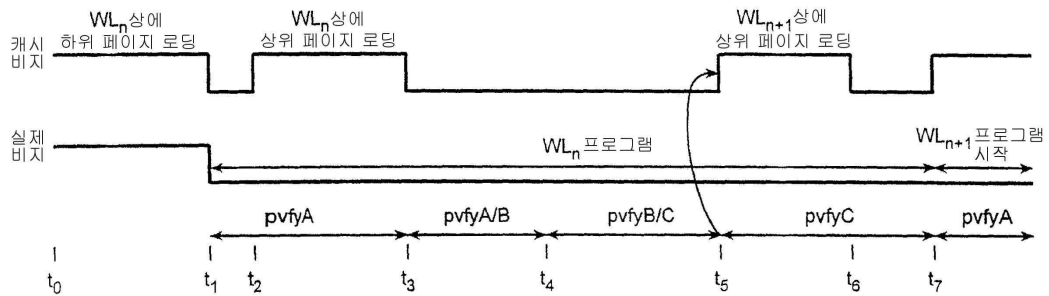 WLn상에
하위 페이지 로딩
WLn상에
상위 페이지 로딩
WLn+1상에
상위 페이지 로딩
캐시
비지
실제
비지
WLn프로그램
WLn+1프로그램
시작
pvfyA
pvfyA/B
pvfyB/C
pvfyC
pvfyA
t0
t1
t2
t3
t4
t5
t6
t7